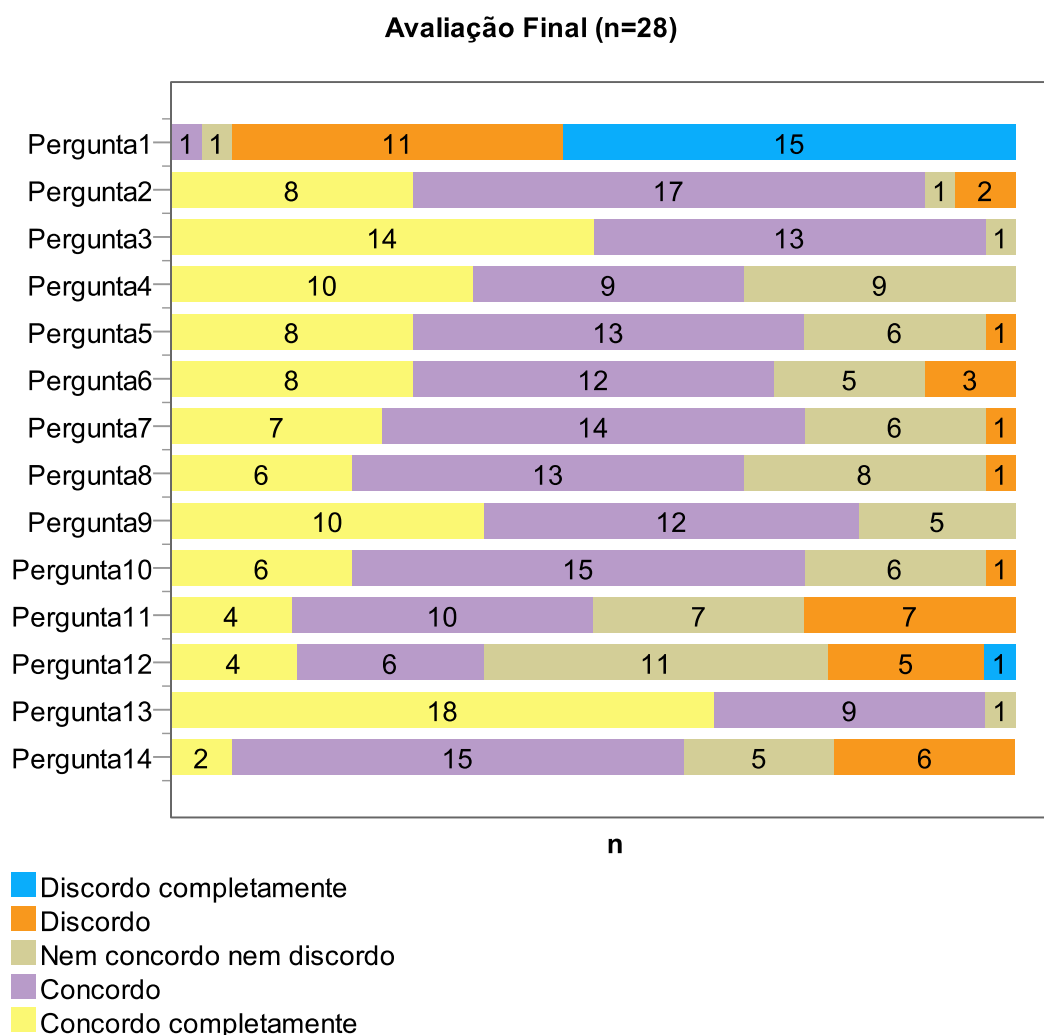 Avaliação Final (n=28)
Pergunta1 1 1 11 15
Pergunta2 8 17 1 2
Pergunta3 14 13 1
Pergunta4 10 9 9
Pergunta5 8 13 6 1
Pergunta6 8 12 5 3
Pergunta7 7 14 6 1
Pergunta8 6 13 8 1
Pergunta9 10 12 5
Pergunta10 6 15 6 1
Pergunta11 4 10 7 7
Pergunta12 4 6 11 5 1
Pergunta13 18 9 1
Pergunta14 2 15 5 6
n
Discordo completamente
Discordo
Nem concordo nem discordo
Concordo
Concordo completamente